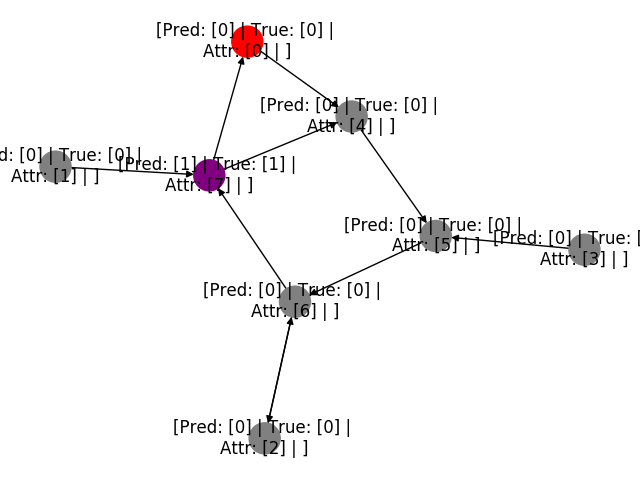 [Pred: [0] | True: [0] |
Attr: [0] | ]
[Pred: [0] | True: [0] |
Attr: [4] | ]
d: [0] | True: [0] |
Attr: [1] | ]
[Pred: [1] | True: [1] |
Attr: [7] | ]
[Pred: [0] | True: [0] |
Attr: [5] | ]
[Pred: [0] | True: [
Attr: [3] | ]
[Pred: [0] | True: [0] |
Attr: [6] | ]
[Pred: [0] | True: [0] |
Attr: [2] | ]